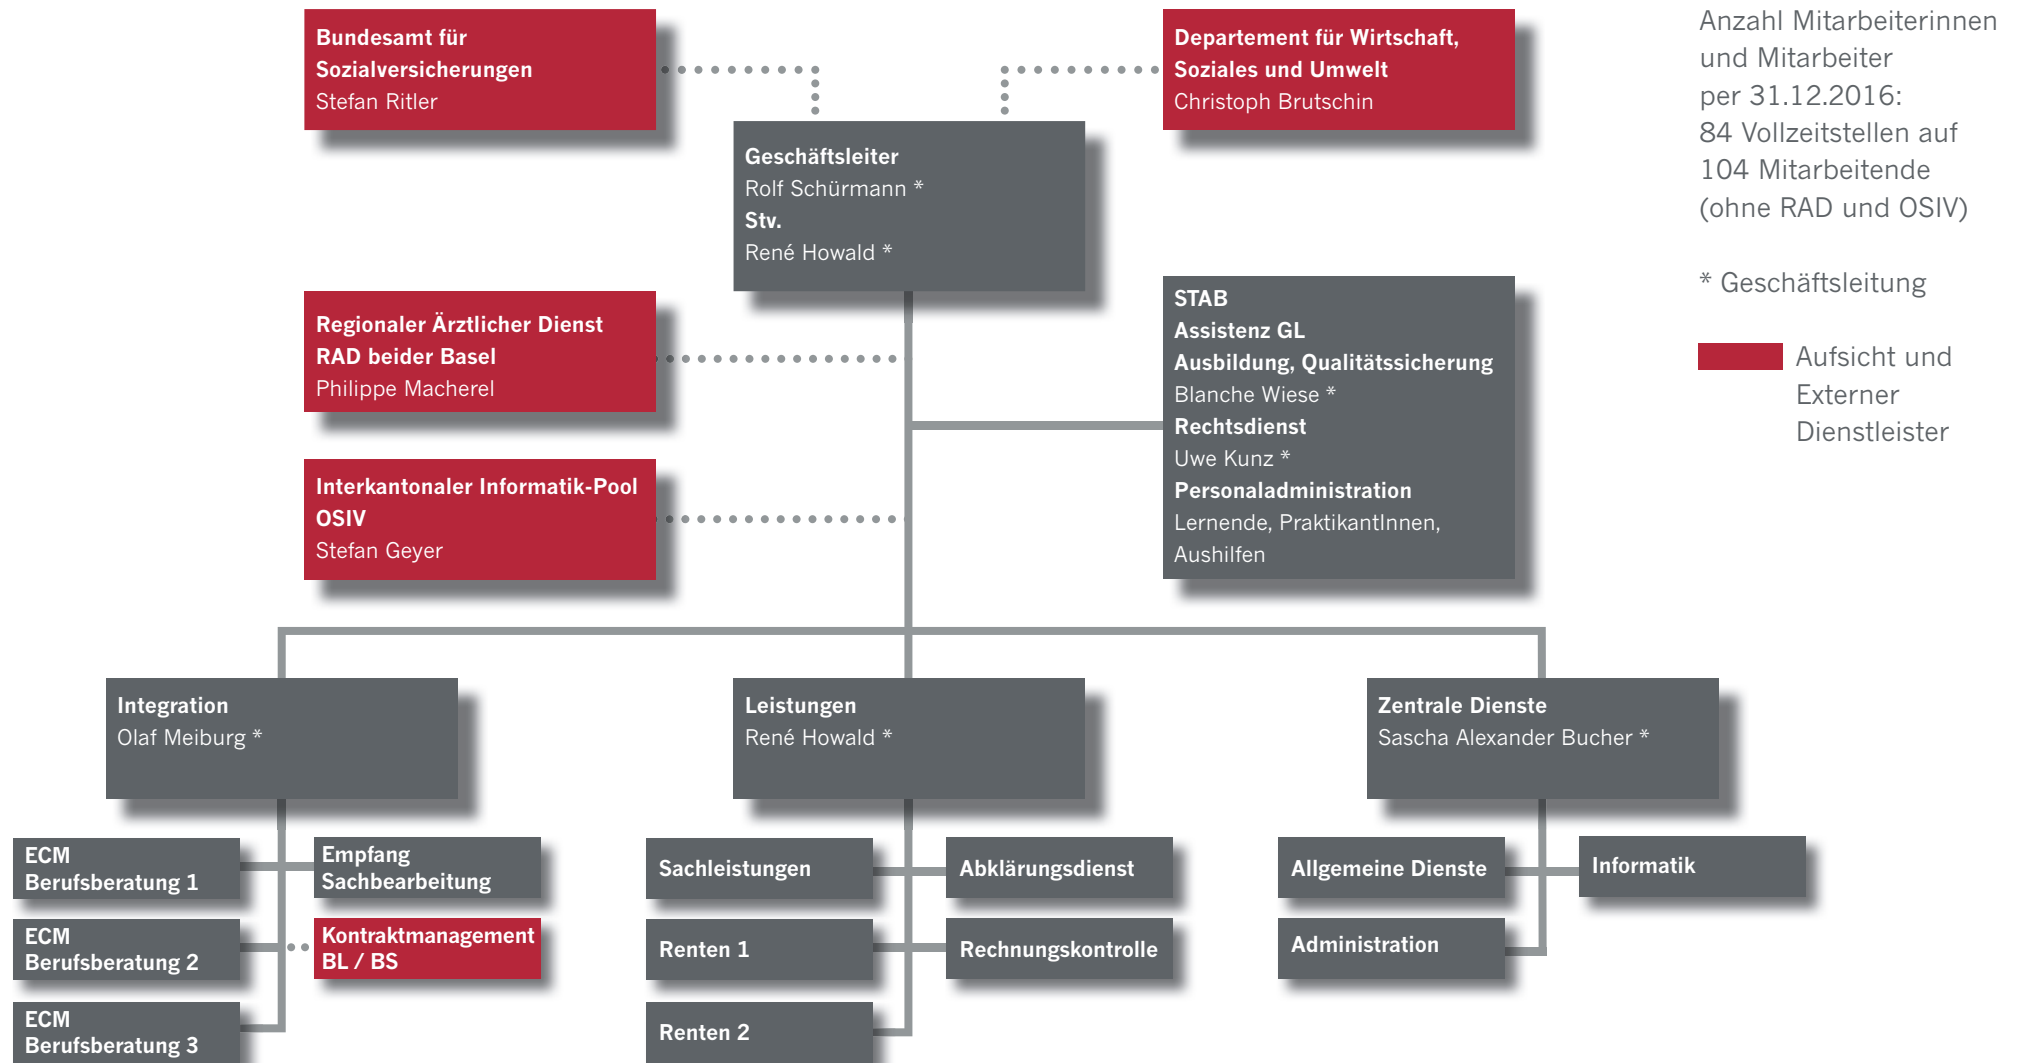 Bundesamt für
Sozialversicherungen
Stefan Ritler
Departement für Wirtschaft,
Soziales und Umwelt
Christoph Brutschin
Anzahl Mitarbeiterinnen
und Mitarbeiter
per 31.12.2016:
84 Vollzeitstellen auf
104 Mitarbeitende
(ohne RAD und OSIV)
* Geschäftsleitung
Aufsicht und
Externer
Dienstleister
Geschäftsleiter
Rolf Schürmann *
Stv.
René Howald *
Regionaler Ärztlicher Dienst
RAD beider Basel
Philippe Macherel
STAB
Assistenz GL
Ausbildung, Qualitätssicherung
Blanche Wiese *
Rechtsdienst
Uwe Kunz *
Personaladministration
Lernende, PraktikantInnen,
Aushilfen
Interkantonaler Informatik-Pool
OSIV
Stefan Geyer
Integration
Olaf Meiburg *
Leistungen
René Howald *
Zentrale Dienste
Sascha Alexander Bucher *
ECM
Berufsberatung 1
Empfang
Sachbearbeitung
ECM
Berufsberatung 2
Kontraktmanagement
BL / BS
ECM
Berufsberatung 3
Sachleistungen
Abklärungsdienst
Renten 1
Rechnungskontrolle
Renten 2
Allgemeine Dienste
Informatik
Administration